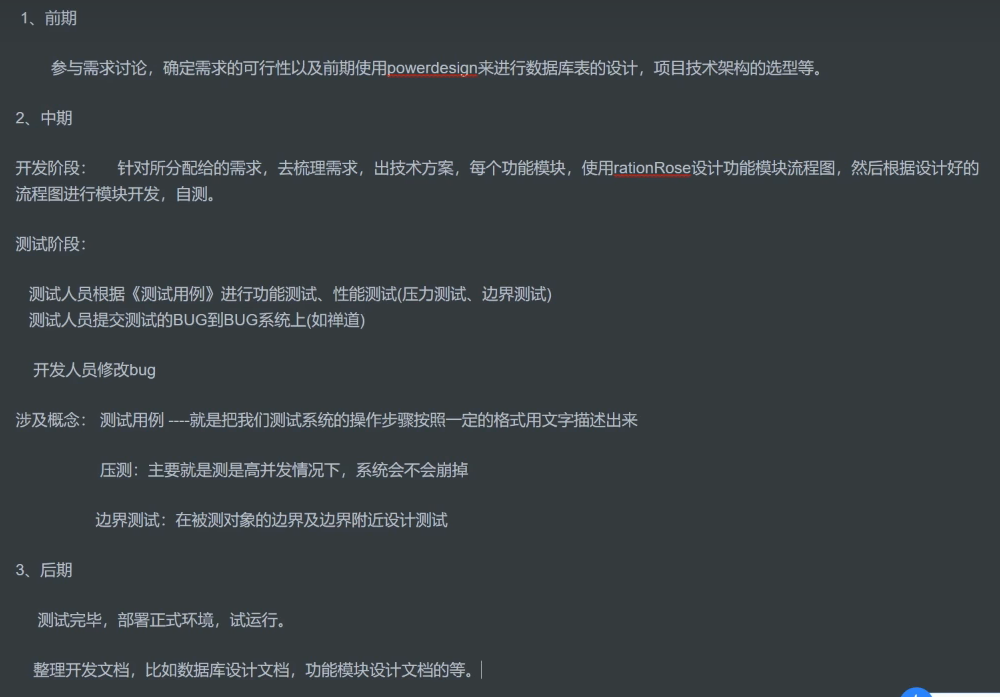 1、前期
参与需求讨论，确定需求的可行性以及前期使用powerdesign来进行数据库表的设计，项目技术架构的选型等。
2、中期
开发阶段： 针对所分配给的需求，去梳理需求，出技术方案，每个功能模块，使用rationRose设计功能模块流程图，然后根据设计好的
流程图进行模块开发，自测。
测试阶段：
测试人员根据《测试用例》进行功能测试、性能测试(压力测试、边界测试)
测试人员提交测试的BUG到BUG系统上(如禅道)
开发人员修改bug
涉及概念： 测试用例 ----就是把我们测试系统的操作步骤按照一定的格式用文字描述出来
压测：主要就是测是高并发情况下，系统会不会崩掉
边界测试：在被测对象的边界及边界附近设计测试
3、后期
测试完毕，部署正式环境，试运行。
整理开发文档，比如数据库设计文档，功能模块设计文档的等。